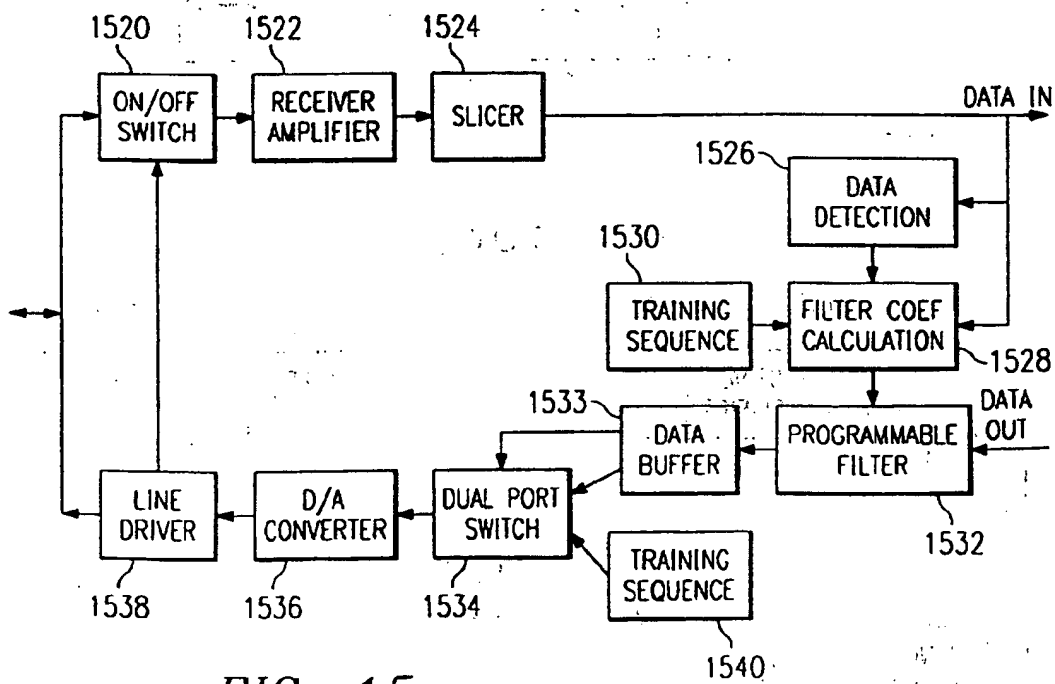 1520
1522
1524
ON/OFF
SWITCH
RECEIVER
AMPLIFIER
SLICER
DATA IN
1526
DATA
DETECTION
1530
TRAINING
SEQUENCE
FILTER COEF
CALCULATION
1528
1533
DATA
BUFFER
PROGRAMMABLE
FILTER
DATA
OUT
LINE
DRIVER
D/A
CONVERTER
DUAL PORT
SWITCH
1532
TRAINING
SEQUENCE
1538
1536
1534
1540
FIG. 15